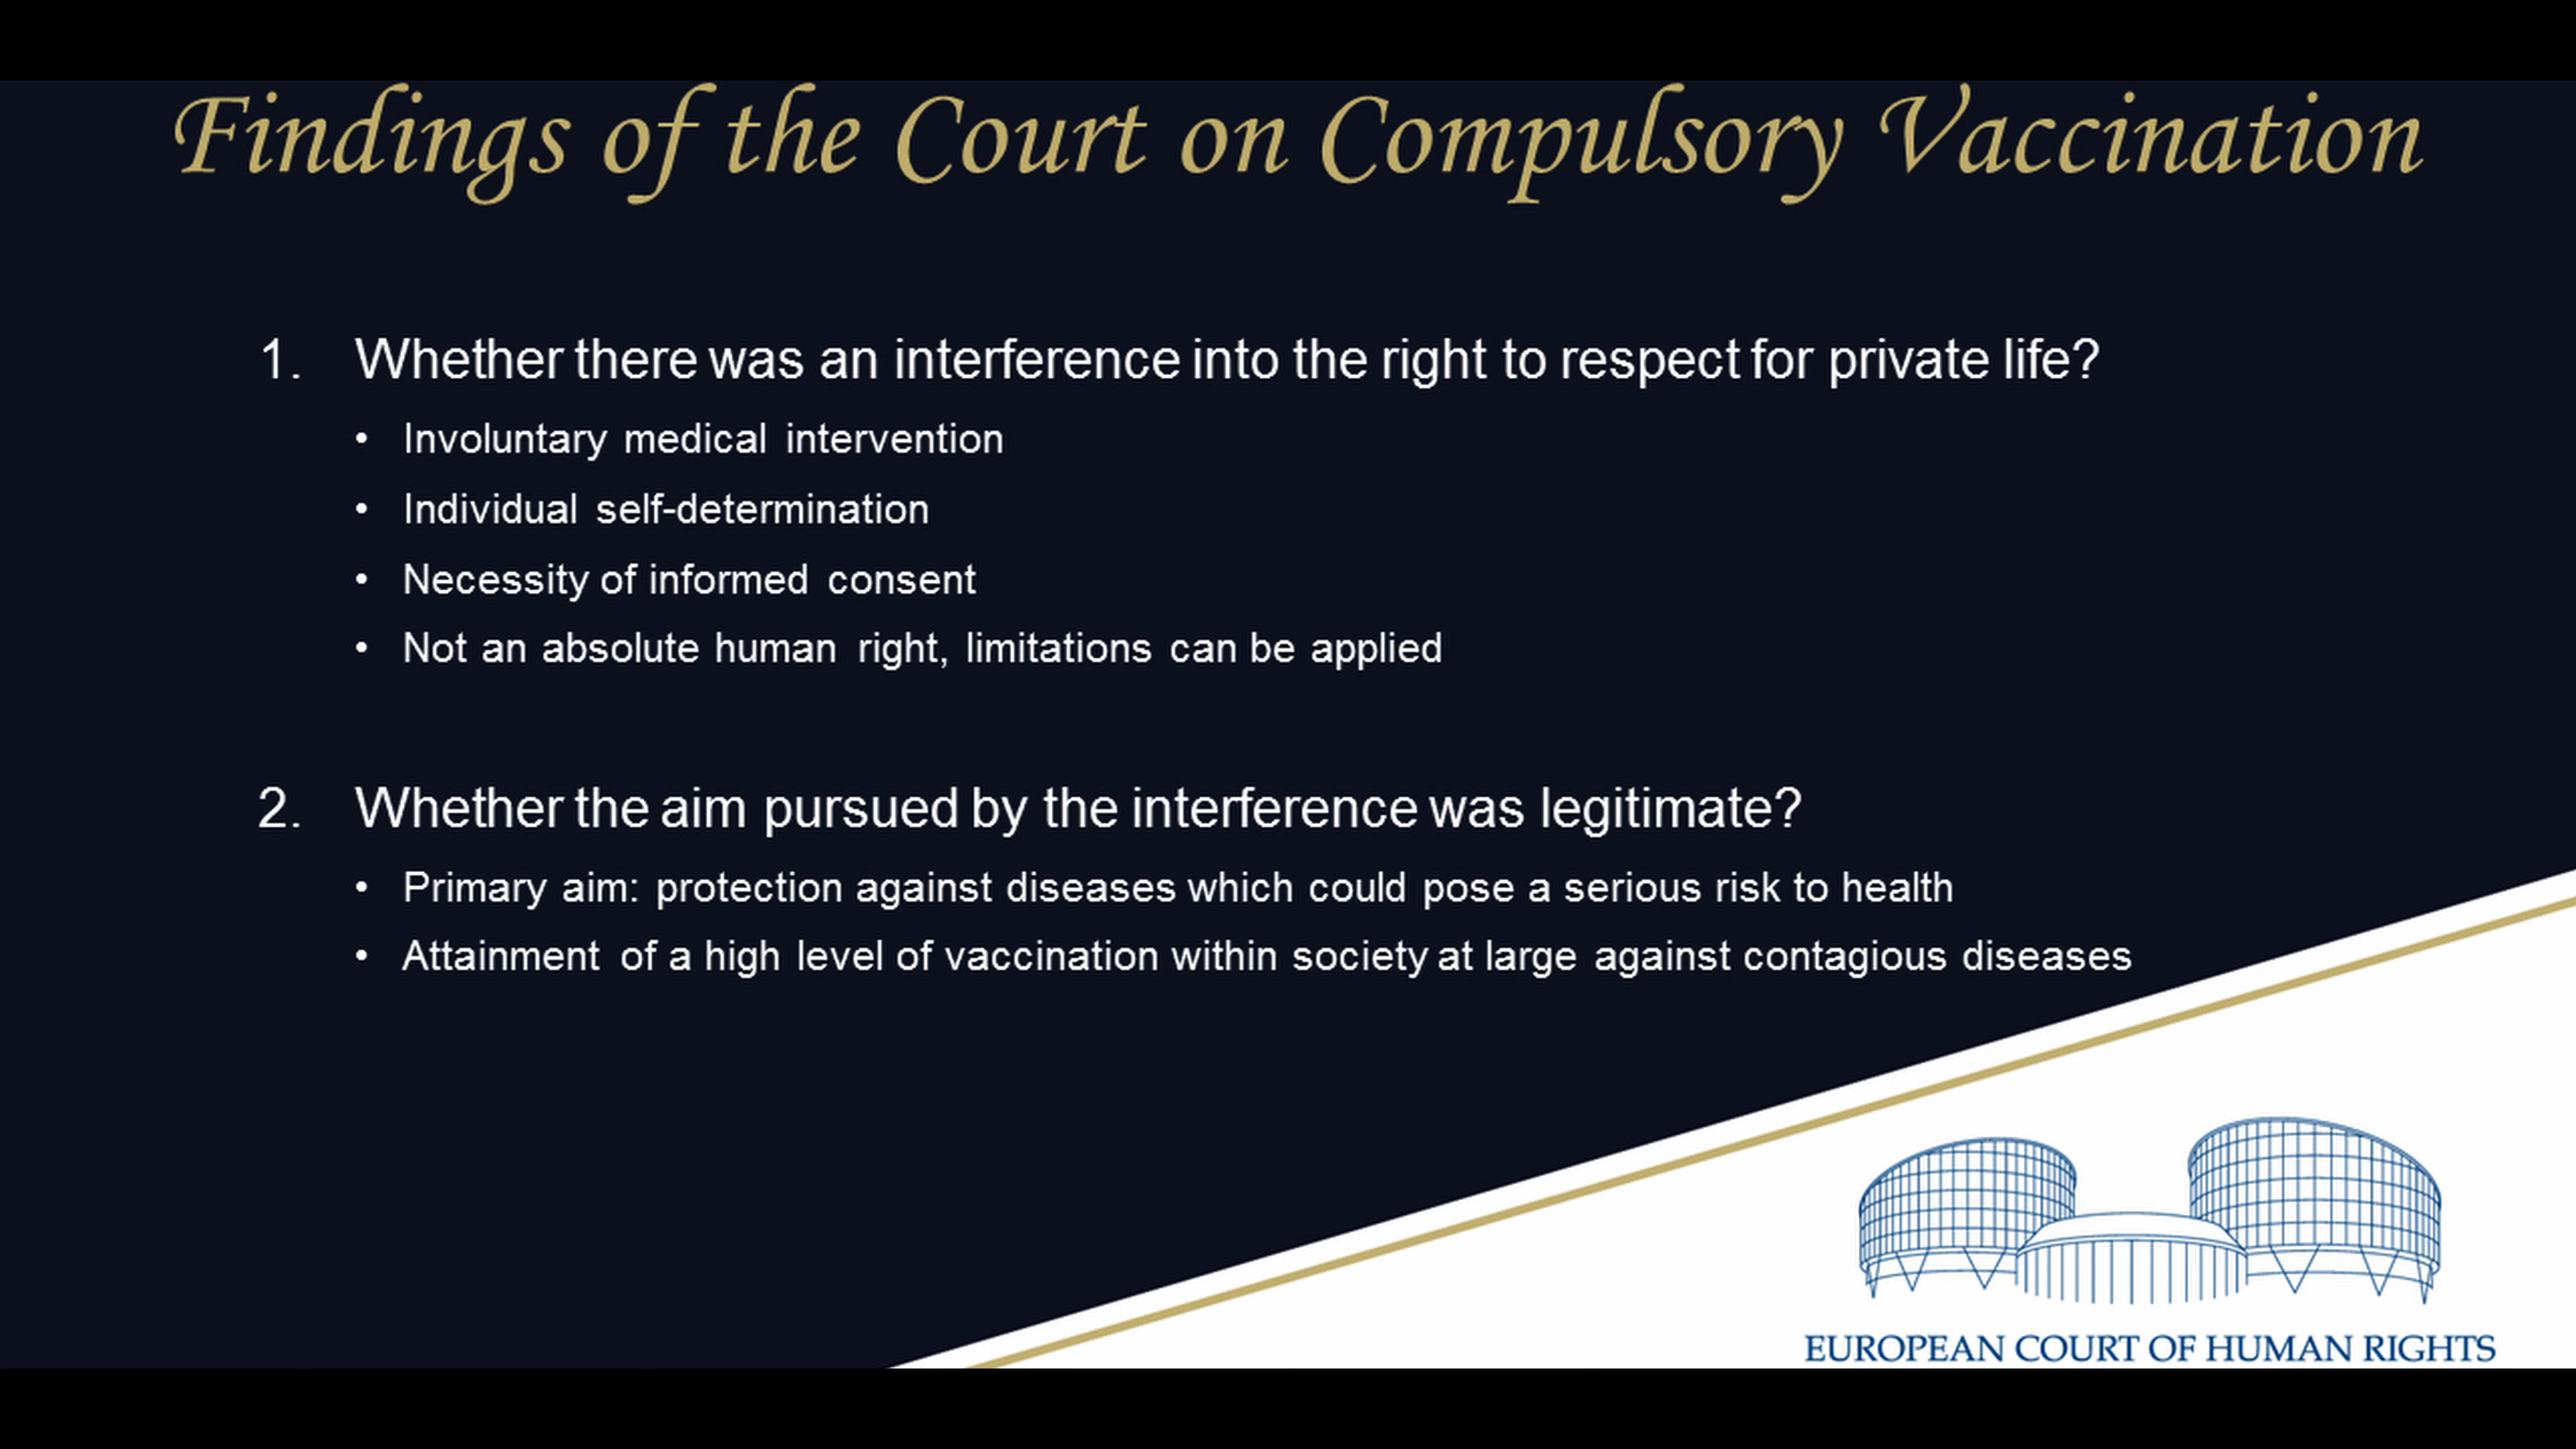 Findings of the Court on Compulsory Vaccination
1. Whether there was an interference into the right to respect for private life?
• Involuntary medical intervention
• Individual self-determination
• Necessity of informed consent
• Not an absolute human right, limitations can be applied
2. Whether the aim pursued by the interference was legitimate?
• Primary aim: protection against diseases which could pose a serious risk to health
• Attainment of a high level of vaccination within society at large against contagious diseases
EUROPEAN COURT OF HUMAN RIGHTS